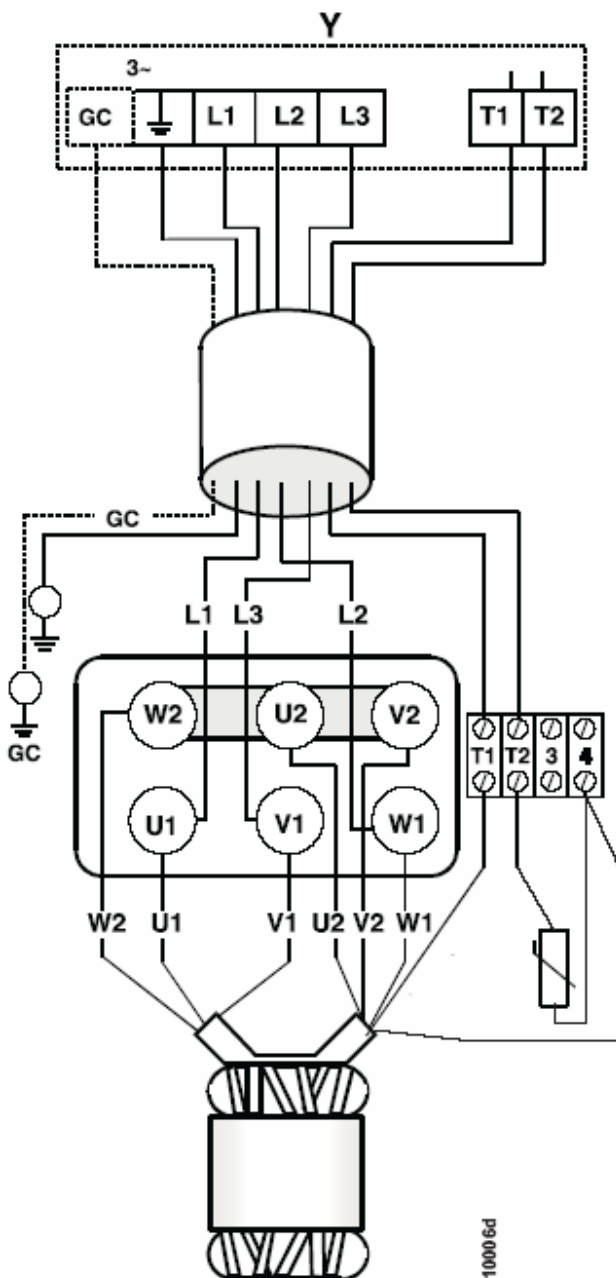 Y
3~
GC L1 L2 L3 T1 T2
GC
L1 L3 L2
W2 U2 V2
GC
T1 T2 3 4
U1 V1 W1
W2 U1 V1 U2 V2 W1
10006d